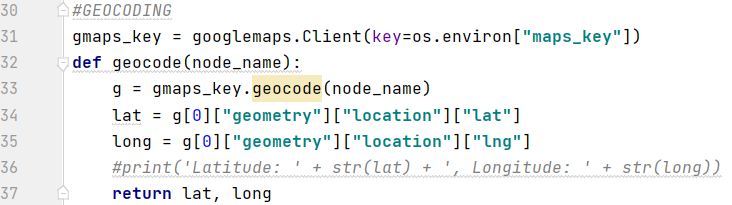 30 #GEOCODING
31 gmaps_key = googlemaps.Client(key=os.environ["maps_key"])
32 def geocode(node_name):
33 g = gmaps_key.geocode(node_name)
34 lat = g[0]["geometry"]["location"]["lat"]
35 long = g[0]["geometry"]["location"]["lng"]
36 #print('Latitude: ' + str(lat) + ', Longitude: ' + str(long))
37 return lat, long